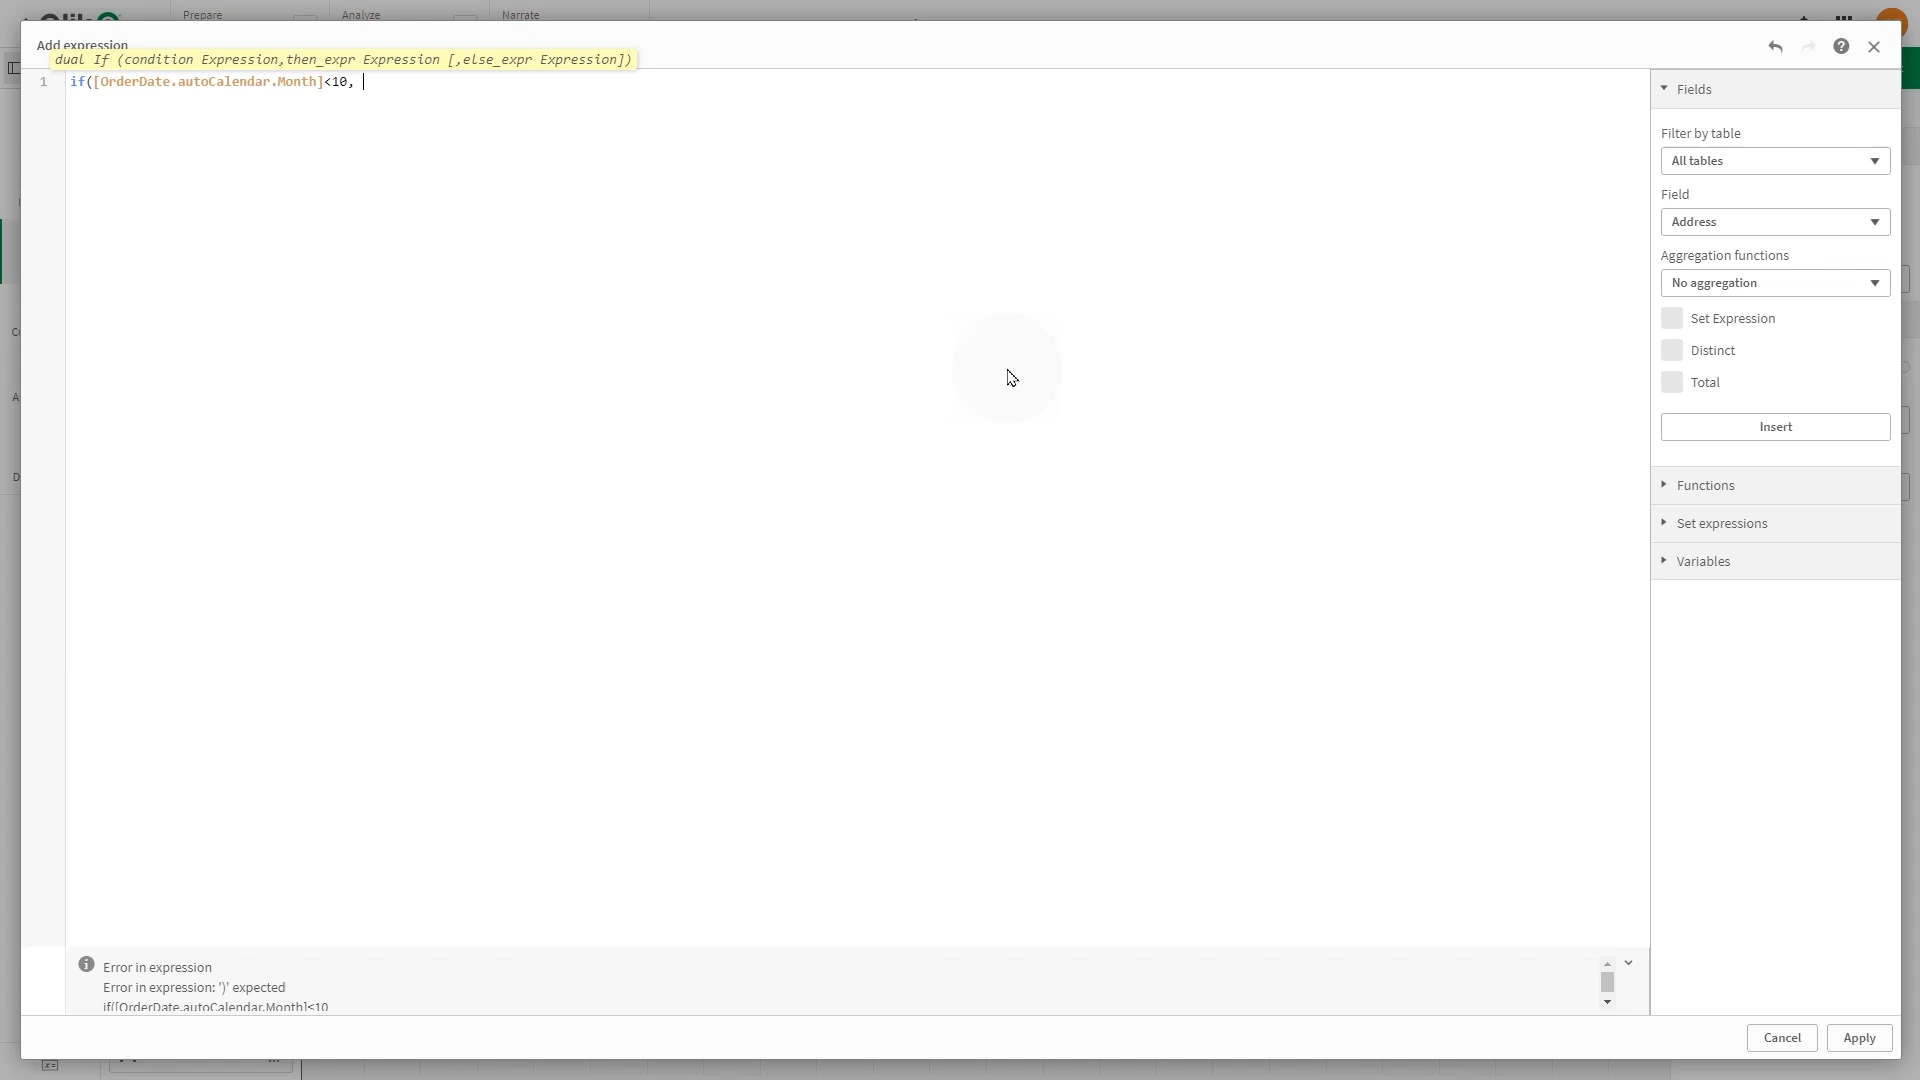 Prepare
Analyze
Narrate
Add expression
dual If (condition Expression,then_expr Expression [,else_expr Expression])
1
if([OrderDate.autoCalendar.Month]<10,
Fields
Filter by table
All tables
Field
Address
Aggregation functions
No aggregation
Set Expression
Distinct
Total
Insert
Functions
Set expressions
Variables
Error in expression
Error in expression: ')' expected
if([OrderDate.autoCalendar.Month]<10
Cancel
Apply